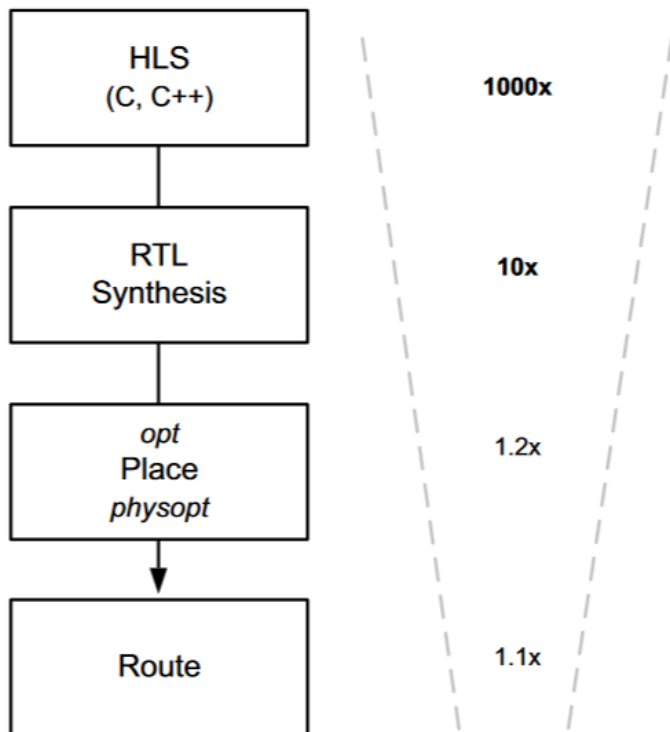 HLS
(C, C++)
1000x
RTL
Synthesis
10x
opt
Place
physopt
1.2x
Route
1.1x